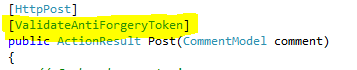 [HttpPost]
[ValidateAntiForgeryToken]
public ActionResult Post(CommentModel comment)
{